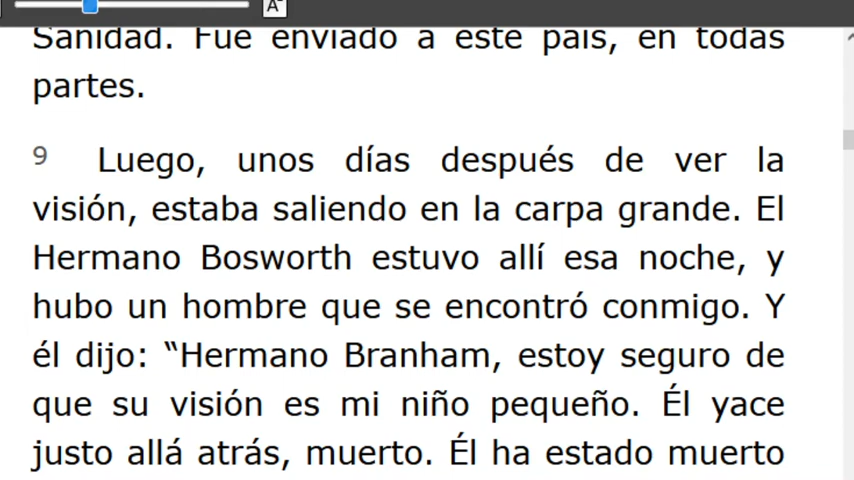 A
Sanidad. Fue enviado a este país, en todas
partes.
9 Luego, unos días después de ver la
visión, estaba saliendo en la carpa grande. El
Hermano Bosworth estuvo allí esa noche, y
hubo un hombre que se encontró conmigo. Y
él dijo: “Hermano Branham, estoy seguro de
que su visión es mi niño pequeño. Él yace
justo allá atrás, muerto. Él ha estado muerto